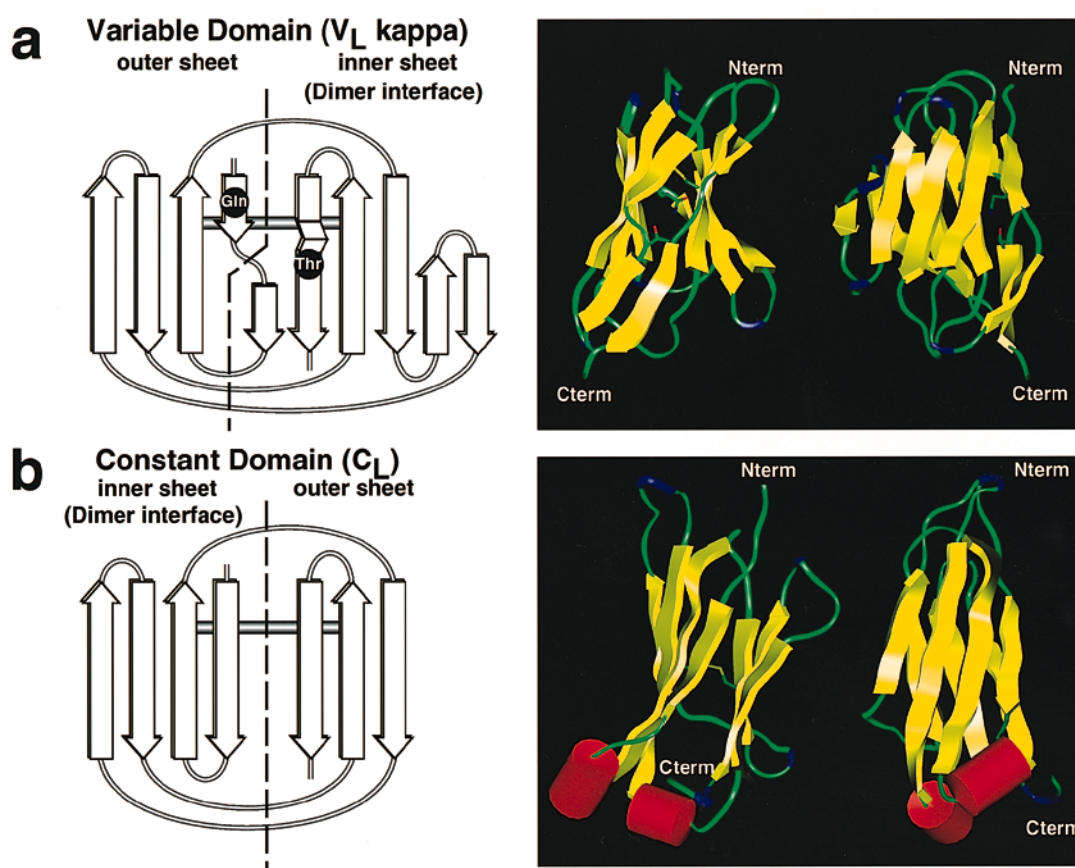 a
Variable Domain (VL kappa)
outer sheet
inner sheet
(Dimer interface)
Gln
Thr
Nterm
Nterm
Cterm
Cterm
b
Constant Domain (CL)
inner sheet
outer sheet
(Dimer interface)
Nterm
Nterm
Cterm
Cterm